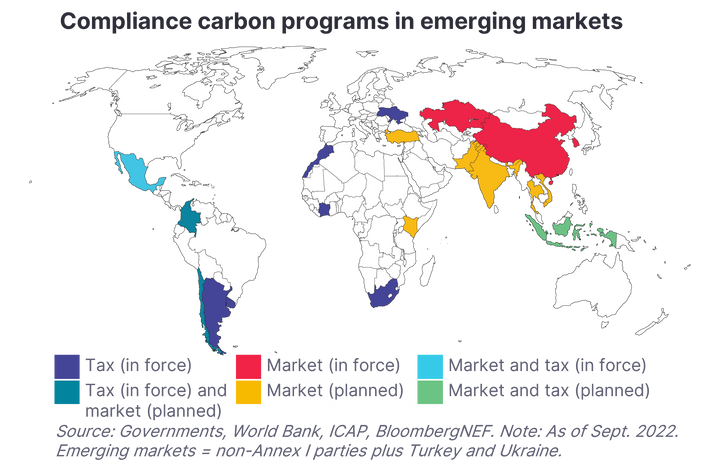 Compliance carbon programs in emerging markets
Tax (in force)
Market (in force)
Market and tax (in force)
Tax (in force) and
market (planned)
Market (planned)
Market and tax (planned)
Source: Governments, World Bank, ICAP, BloombergNEF. Note: As of Sept. 2022.
Emerging markets = non-Annex I parties plus Turkey and Ukraine.